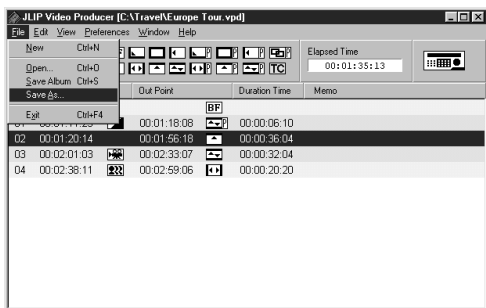 JLIP Video Producer [C:\Travel\Europe Tour.vpd]
File Edit View Preferences Window Help
New Ctrl+N
Open... Ctrl+O
Save Album Ctrl+S
Save As...
Exit Ctrl+F4
P P P
P P P TC
Elapsed Time
00:01:35:13
Out Point Duration Time Memo
BF
00:01:18:08 P 00:00:06:10
02 00:01:20:14 00:01:56:18 00:00:36:04
03 00:02:01:03 00:02:33:07 00:00:32:04
04 00:02:38:11 00:02:59:06 00:00:20:20